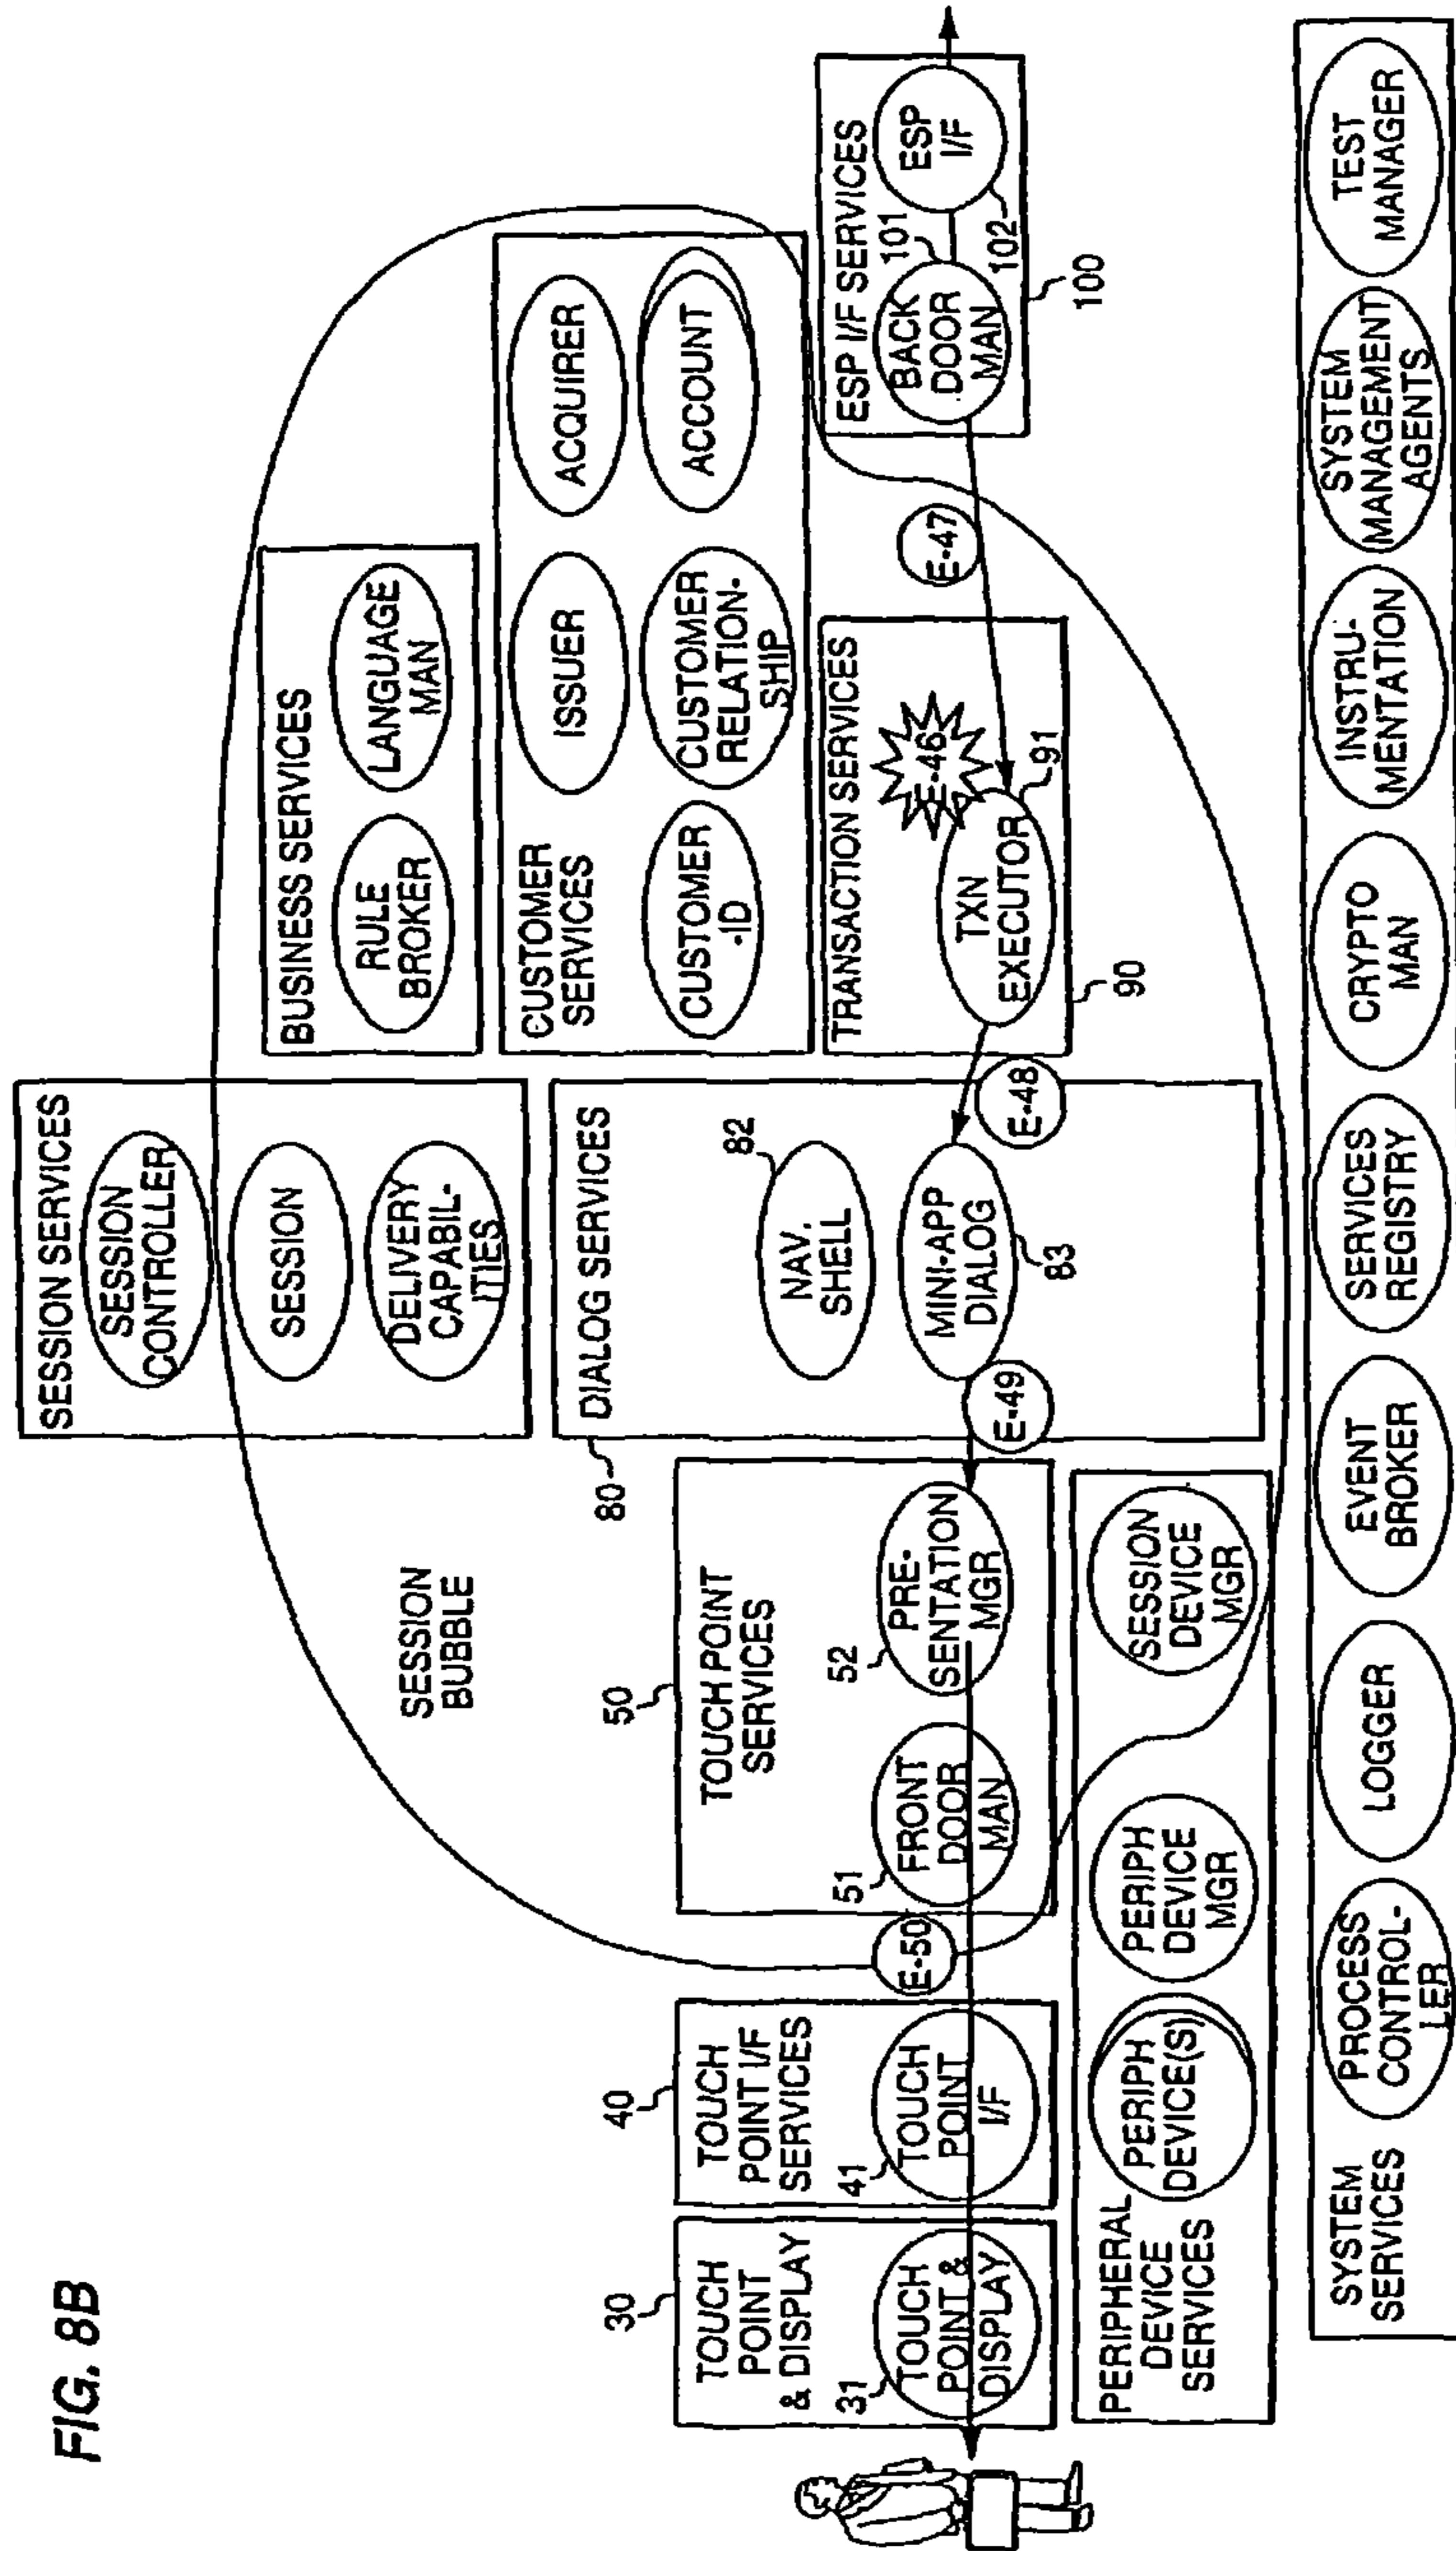 FIG. 8B
SESSION SERVICES
SESSION
CONTROLLER
SESSION
DELIVERY
CAPABIL-
ITIES
BUSINESS SERVICES
RULE
BROKER
LANGUAGE
MAN
SESSION
BUBBLE
CUSTOMER
SERVICES
ISSUER
ACQUIRER
CUSTOMER
-ID
CUSTOMER
RELATION-
SHIP
ACCOUNT
80
DIALOG SERVICES
82
NAV.
SHELL
MINI-APP
DIALOG
83
E-49
E-48
30
TOUCH
POINT
& DISPLAY
31
TOUCH
POINT &
DISPLAY
40
TOUCH
POINT I/F
SERVICES
41
TOUCH
POINT
I/F
E-50
50
TOUCH POINT
SERVICES
51
FRONT
DOOR
MAN
52
PRE-
SENTATION
MGR
TRANSACTION SERVICES
E-46
TXN
EXECUTOR
91
90
E-47
ESP I/F SERVICES
BACK
DOOR
MAN
101
ESP
I/F
102
100
PERIPHERAL
DEVICE
SERVICES
PERIPH
DEVICE(S)
PERIPH
DEVICE
MGR
SESSION
DEVICE
MGR
SYSTEM
SERVICES
PROCESS
CONTROL-
LER
LOGGER
EVENT
BROKER
SERVICES
REGISTRY
CRYPTO
MAN
INSTRU-
MENTATION
SYSTEM
MANAGEMENT
AGENTS
TEST
MANAGER